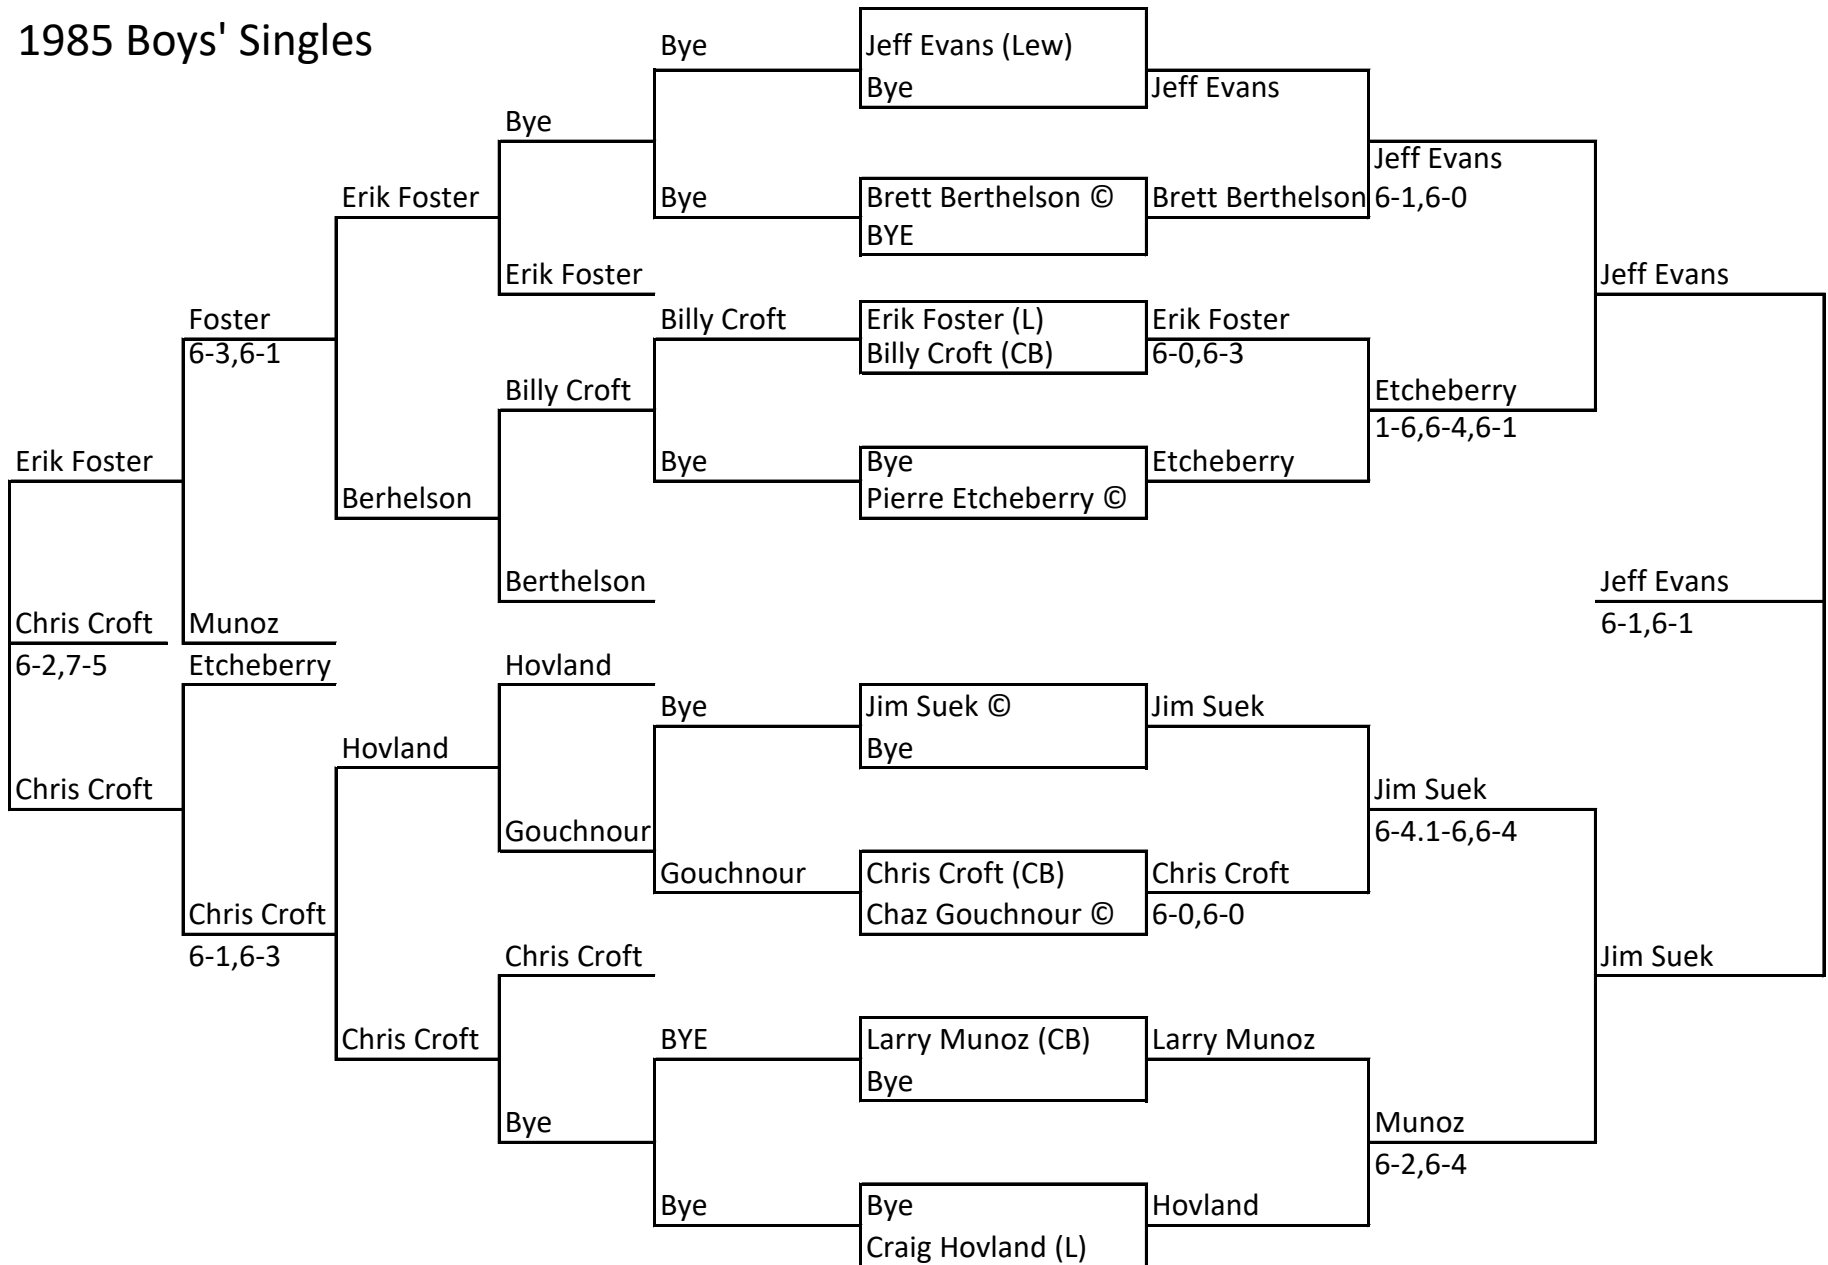 1985 Boys' Singles
Bye
Jeff Evans (Lew)
Bye
Jeff Evans
Bye
Jeff Evans
Erik Foster
Bye
Brett Berthelson ©
Brett Berthelson
6-1,6-0
BYE
Erik Foster
Jeff Evans
Foster
Billy Croft
Erik Foster (L)
Erik Foster
6-3,6-1
Billy Croft (CB)
6-0,6-3
Billy Croft
Etcheberry
1-6,6-4,6-1
Erik Foster
Bye
Bye
Etcheberry
Berhelson
Pierre Etcheberry ©
Berthelson
Jeff Evans
Chris Croft
Munoz
6-1,6-1
6-2,7-5
Etcheberry
Hovland
Bye
Jim Suek ©
Jim Suek
Hovland
Bye
Chris Croft
Jim Suek
Gouchnour
6-4.1-6,6-4
Gouchnour
Chris Croft (CB)
Chris Croft
Chris Croft
Chaz Gouchnour ©
6-0,6-0
6-1,6-3
Chris Croft
Jim Suek
Chris Croft
BYE
Larry Munoz (CB)
Larry Munoz
Bye
Bye
Munoz
6-2,6-4
Bye
Bye
Hovland
Craig Hovland (L)